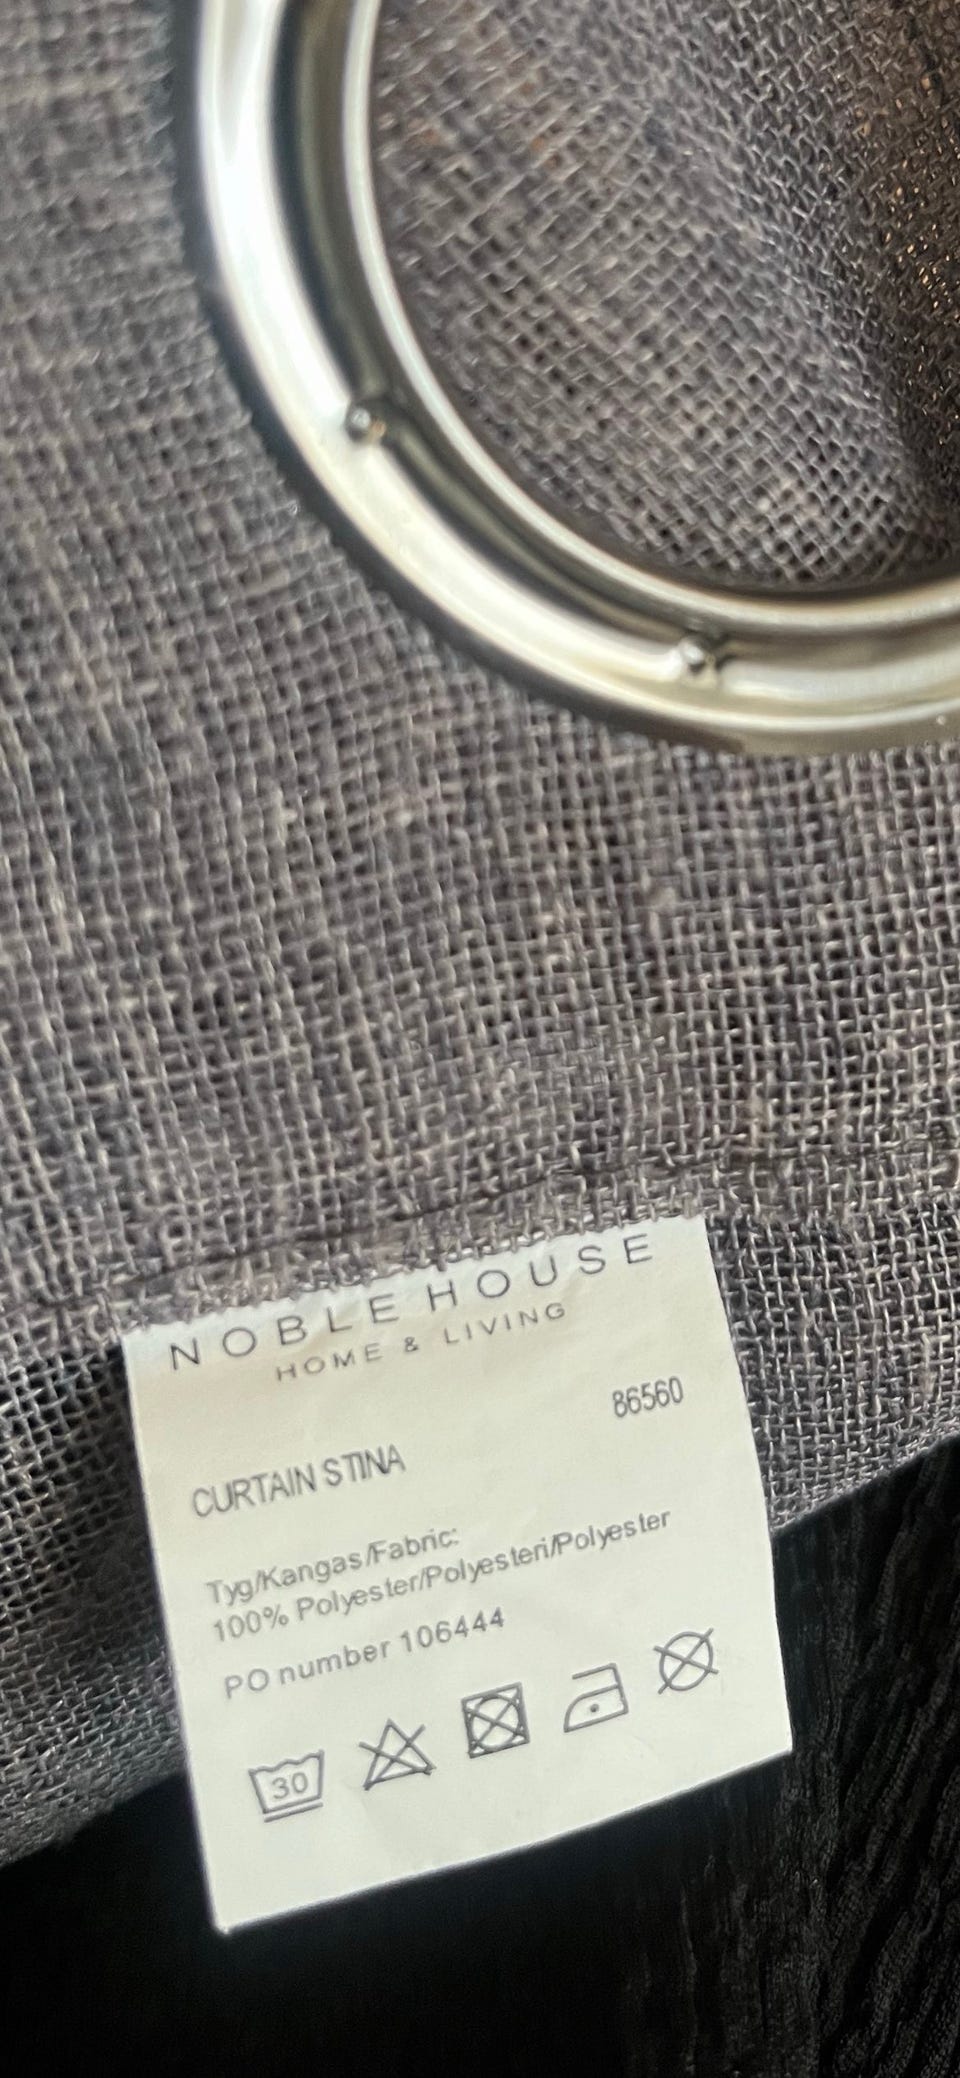 NOBLE HOUSE
HOME & LIVING
86560
CURTAIN STINA
Tyg/Kangas/Fabric:
100% Polyester/Polyesteri/Polyester
PO number 106444
30